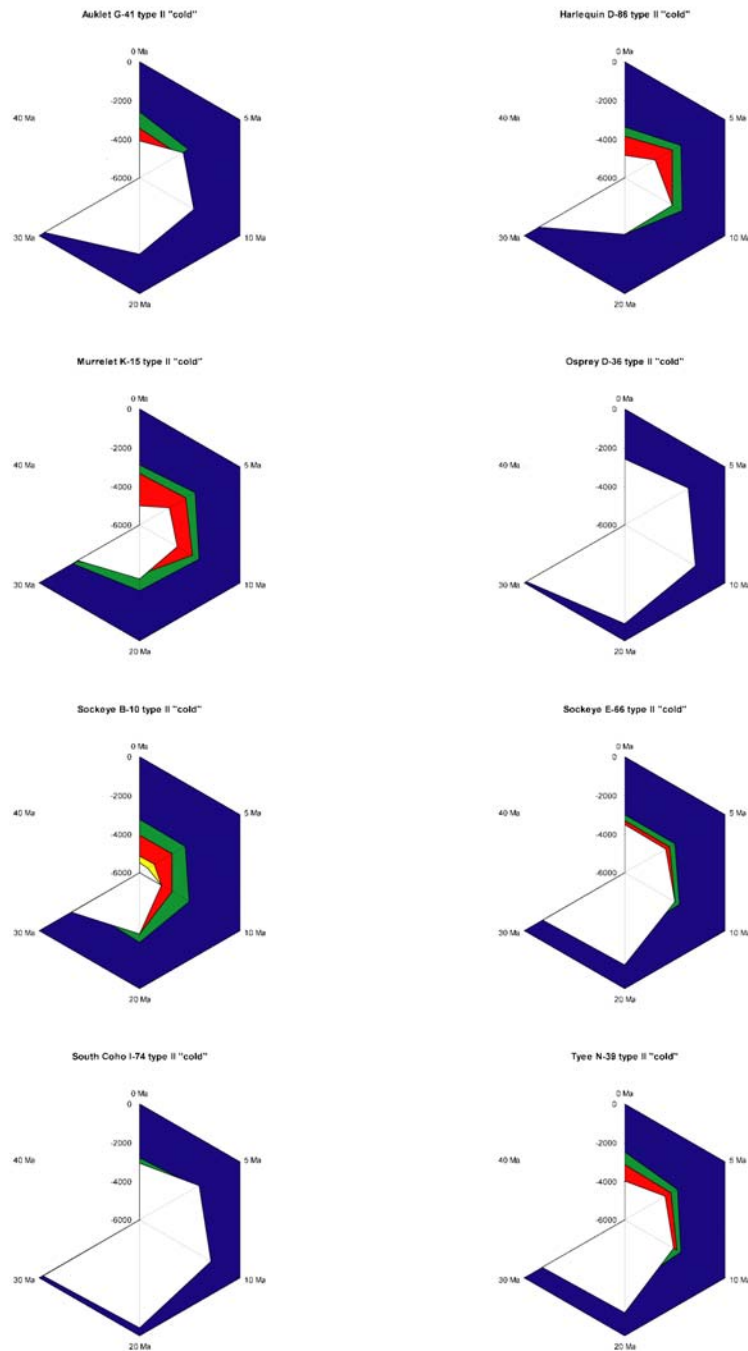 Auklet G-41 type II "cold"
0 Ma
0
-2000
40 Ma
5 Ma
-4000
-6000
30 Ma
10 Ma
20 Ma
Harlequin D-86 type II "cold"
0 Ma
0
-2000
40 Ma
5 Ma
-4000
-6000
30 Ma
10 Ma
20 Ma
Murrelet K-15 type II "cold"
0 Ma
0
-2000
40 Ma
5 Ma
-4000
-6000
30 Ma
10 Ma
20 Ma
Osprey D-36 type II "cold"
0 Ma
0
-2000
40 Ma
5 Ma
-4000
-6000
30 Ma
10 Ma
20 Ma
Sockeye B-10 type II "cold"
0 Ma
0
-2000
40 Ma
5 Ma
-4000
-6000
30 Ma
10 Ma
20 Ma
Sockeye E-66 type II "cold"
0 Ma
0
-2000
40 Ma
5 Ma
-4000
-6000
30 Ma
10 Ma
20 Ma
South Coho I-74 type II "cold"
0 Ma
0
-2000
40 Ma
5 Ma
-4000
-6000
30 Ma
10 Ma
20 Ma
Tyee N-39 type II "cold"
0 Ma
0
-2000
40 Ma
5 Ma
-4000
-6000
30 Ma
10 Ma
20 Ma